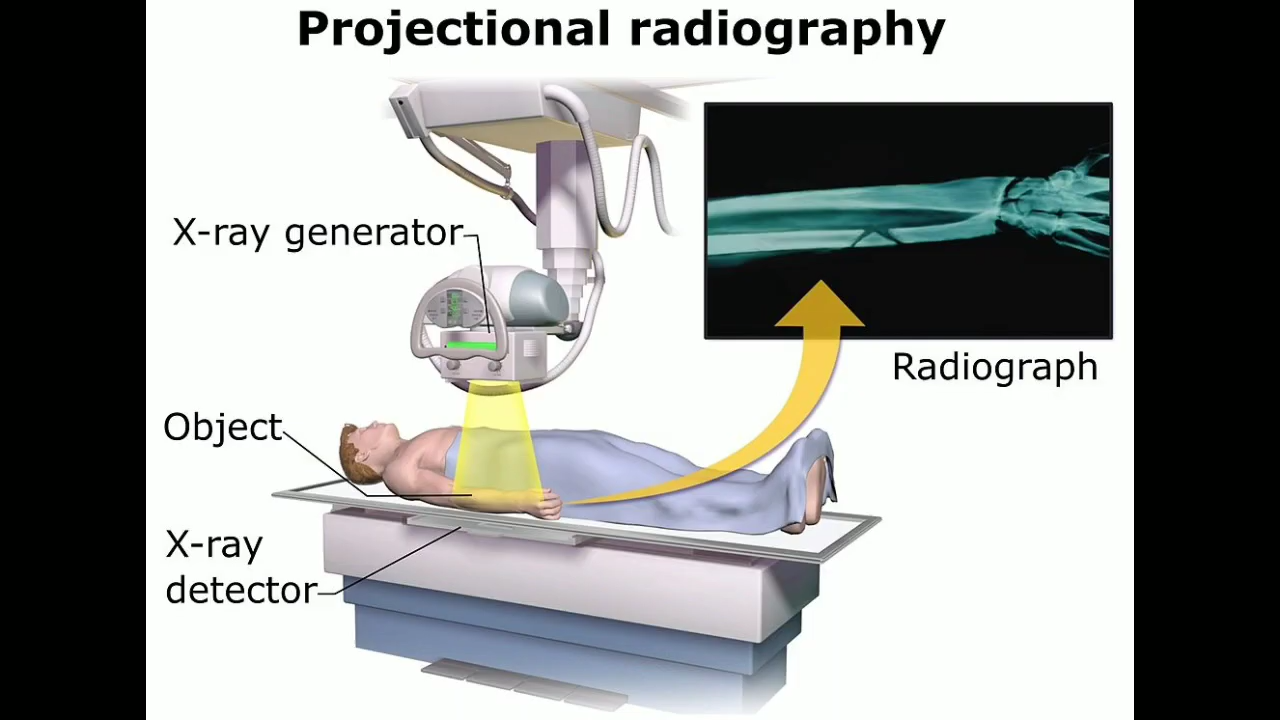 Projectional radiography
X-ray generator
Radiograph
Object
X-ray
detector